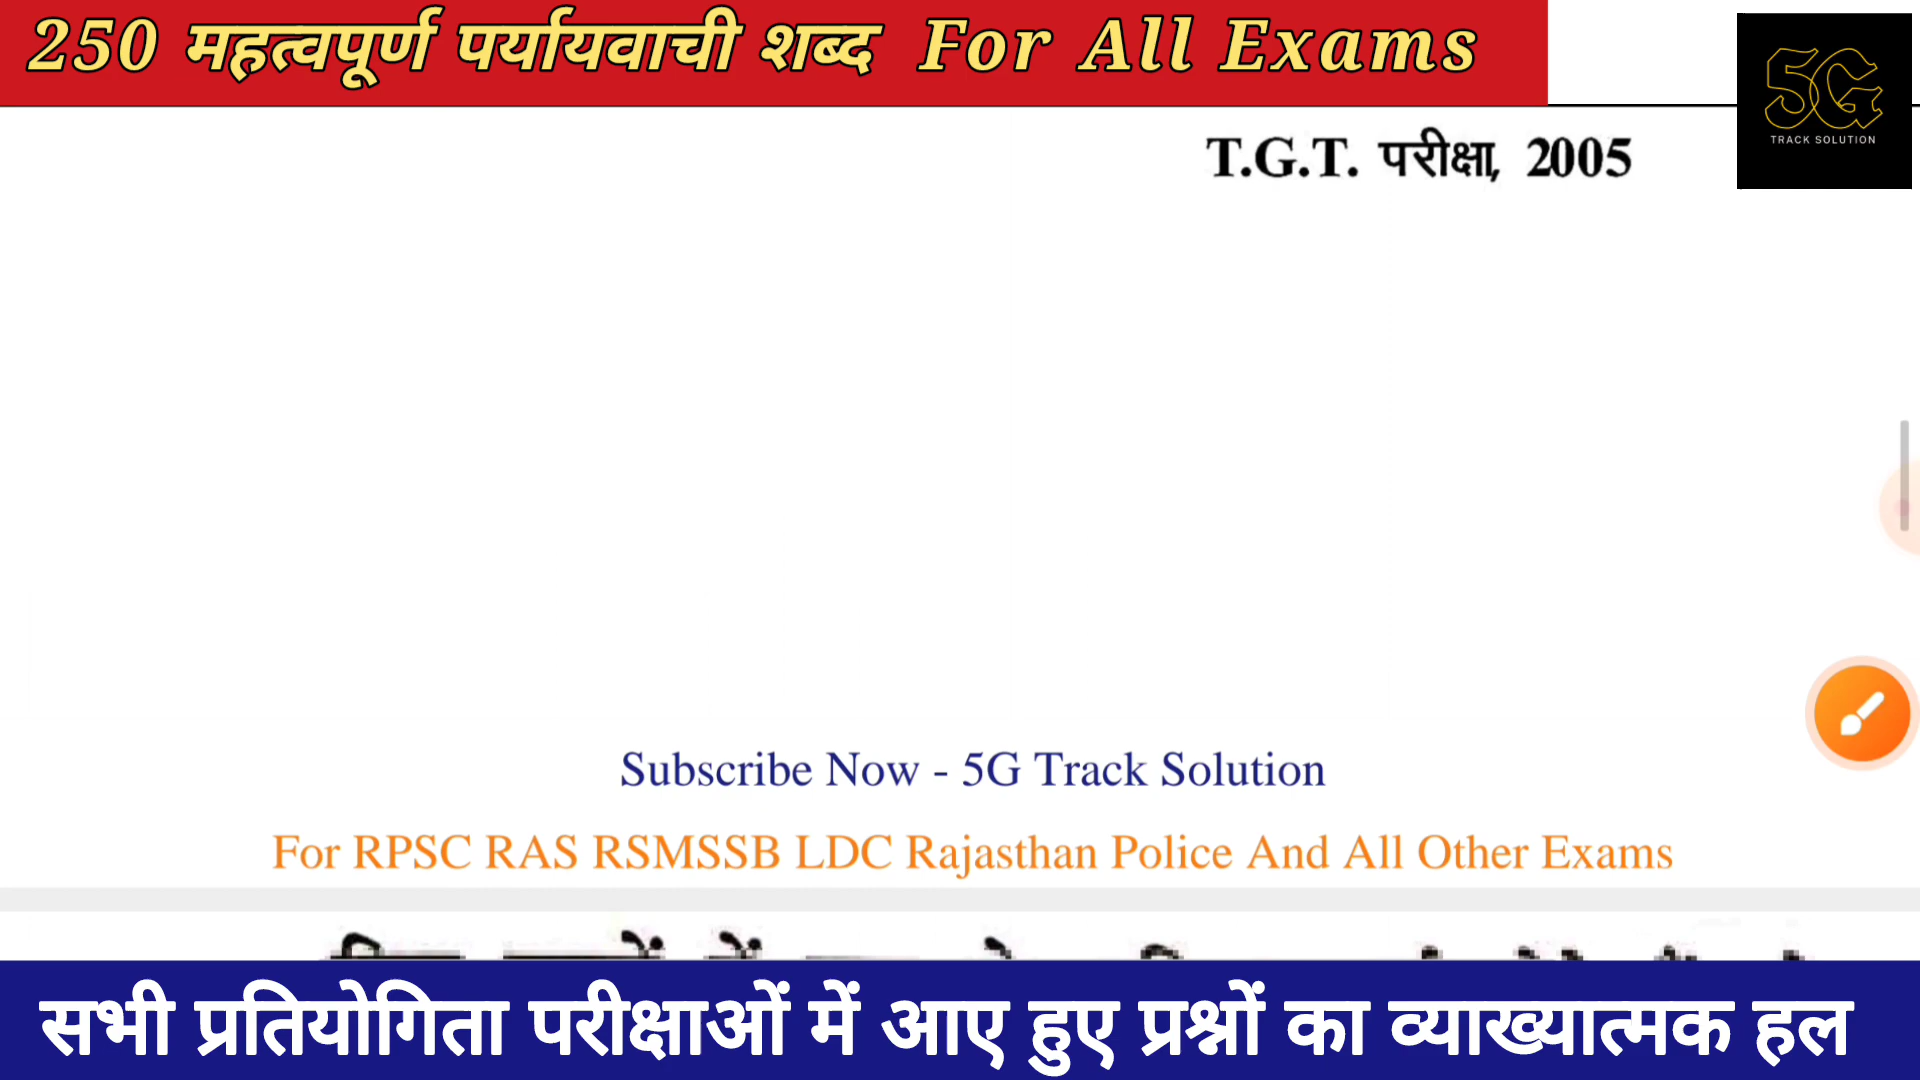 250 महत्वपूर्ण पर्यायवाची शब्द For All Exams
5G
TRACK SOLUTION
T.G.T. परीक्षा, 2005
Subscribe Now - 5G Track Solution
For RPSC RAS RSMSSB LDC Rajasthan Police And All Other Exams
सभी प्रतियोगिता परीक्षाओं में आए हुए प्रश्नों का व्याख्यात्मक हल